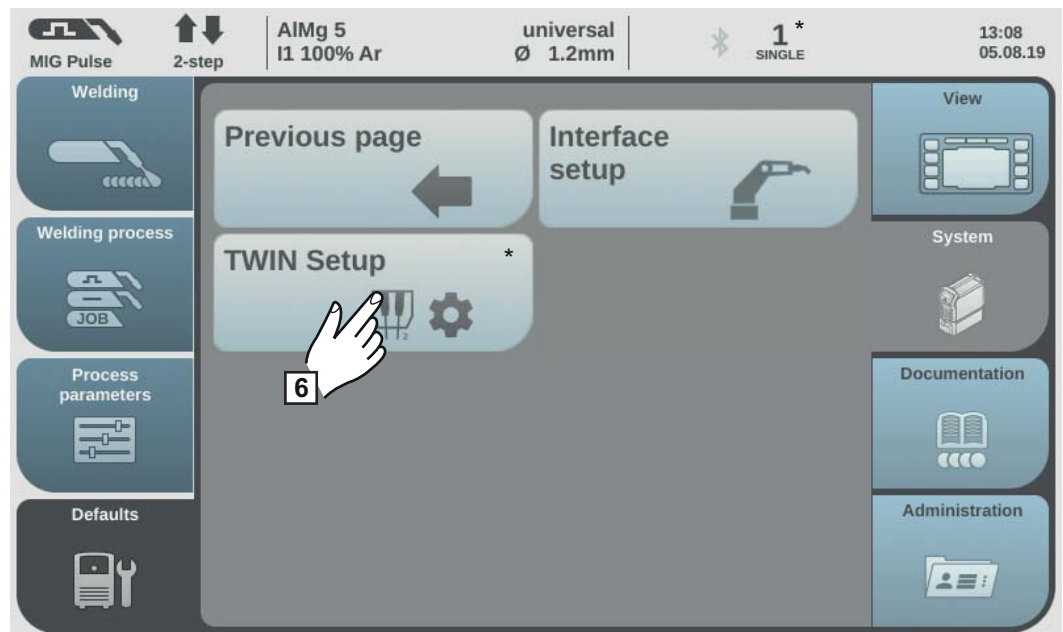 MIG Pulse
2-step
AlMg 5
I1 100% Ar
universal
Ø 1.2mm
1*
SINGLE
13:08
05.08.19
Welding
Welding process
JOB
Process
parameters
Defaults
Previous page
Interface
setup
TWIN Setup *
2
6
View
System
Documentation
Administration